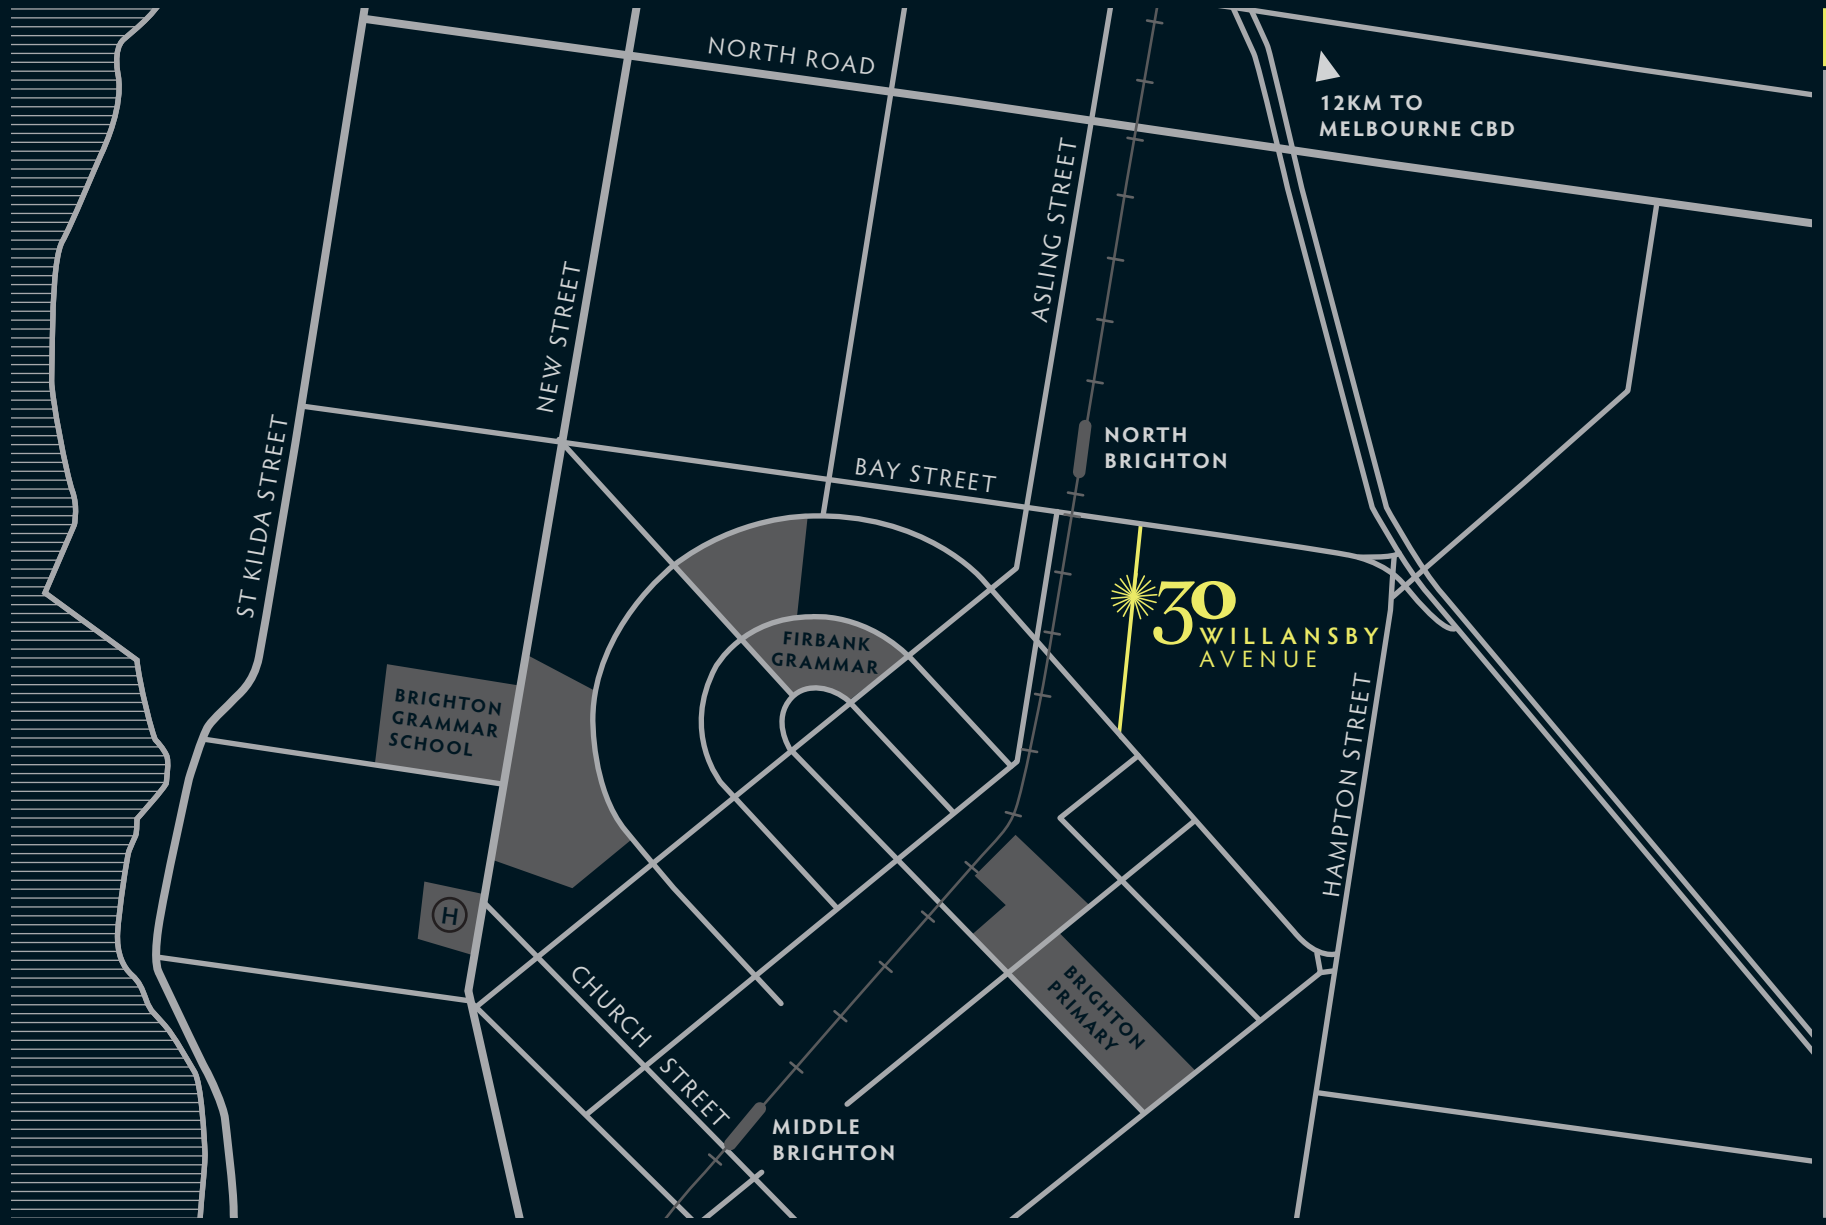 NORTH ROAD
12KM TO
MELBOURNE CBD
ASLING STREET
NEW STREET
ST KILDA STREET
NORTH
BRIGHTON
BAY STREET
30
WILLANSBY
AVENUE
FIRBANK
GRAMMAR
BRIGHTON
GRAMMAR
SCHOOL
HAMPTON STREET
H
CHURCH STREET
BRIGHTON
PRIMARY
MIDDLE
BRIGHTON